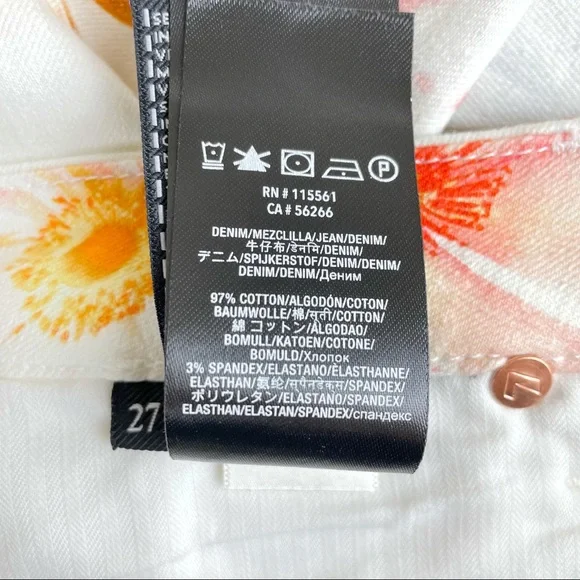 SE
IN
RN # 115561
CA # 56266
DENIM/MEZCLILLA/JEAN/DENIM/
牛仔布/डेनिम/DENIM/
デニム/SPIJKERSTOF/DENIM/DENIM/
DENIM/DENIM/Деним
97% COTTON/ALGODÓN/COTON/
BAUMWOLLE/棉/सूती/COTTON/
綿 コットン/ALGODAO/
BOMULL/KATOEN/COTONE/
BOMULD/Хлопок
3% SPANDEX/ELASTANO/ÉLASTHANNE/
ELASTHAN/氨纶/स्पैनडेक्स/SPANDEX/
ポリウレタン/ELASTANO/SPANDEX/
ELASTHAN/ELASTAN/SPANDEX/спандекс
P
27